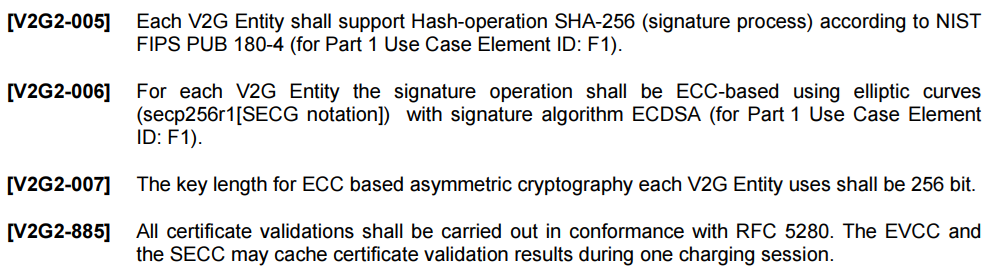 [V2G2-005] Each V2G Entity shall support Hash-operation SHA-256 (signature process) according to NIST
FIPS PUB 180-4 (for Part 1 Use Case Element ID: F1).
[V2G2-006] For each V2G Entity the signature operation shall be ECC-based using elliptic curves
(secp256r1[SECG notation]) with signature algorithm ECDSA (for Part 1 Use Case Element
ID: F1).
[V2G2-007] The key length for ECC based asymmetric cryptography each V2G Entity uses shall be 256 bit.
[V2G2-885] All certificate validations shall be carried out in conformance with RFC 5280. The EVCC and
the SECC may cache certificate validation results during one charging session.